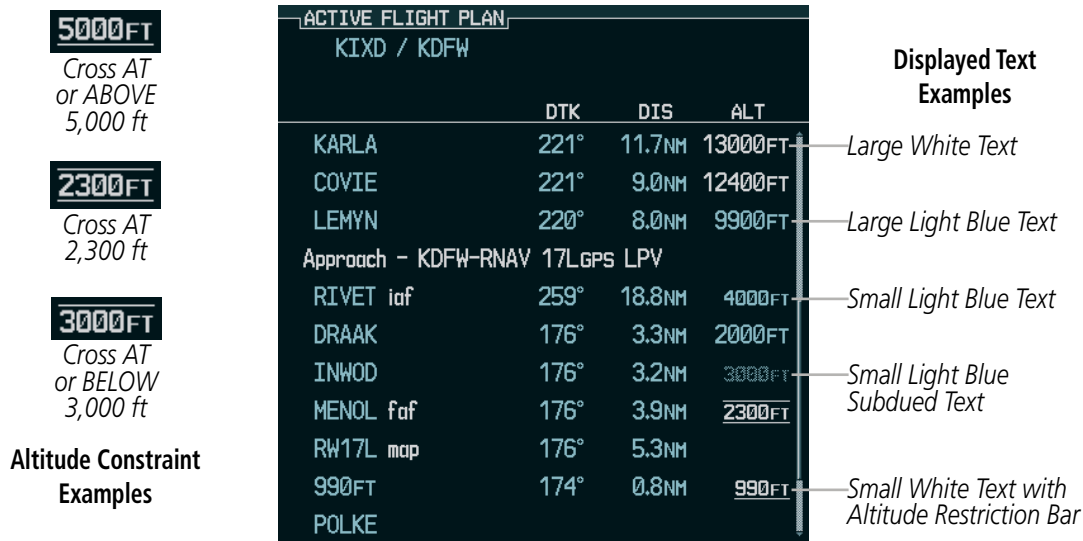 5000FT
Cross AT
or ABOVE
5,000 ft
2300FT
Cross AT
2,300 ft
3000FT
Cross AT
or BELOW
3,000 ft
Altitude Constraint
Examples
ACTIVE FLIGHT PLAN
KIXD / KDFW
DTK DIS ALT
KARLA 221° 11.7NM 13000FT
COVIE 221° 9.0NM 12400FT
LEMYN 220° 8.0NM 9900FT
Approach - KDFW-RNAV 17LGPS LPV
RIVET iaf 259° 18.8NM 4000FT
DRAAK 176° 3.3NM 2000FT
INWOD 176° 3.2NM 3000FT
MENOL faf 176° 3.9NM 2300FT
RW17L map 176° 5.3NM
990FT 174° 0.8NM 990FT
POLKE
Displayed Text
Examples
Large White Text
Large Light Blue Text
Small Light Blue Text
Small Light Blue
Subdued Text
Small White Text with
Altitude Restriction Bar